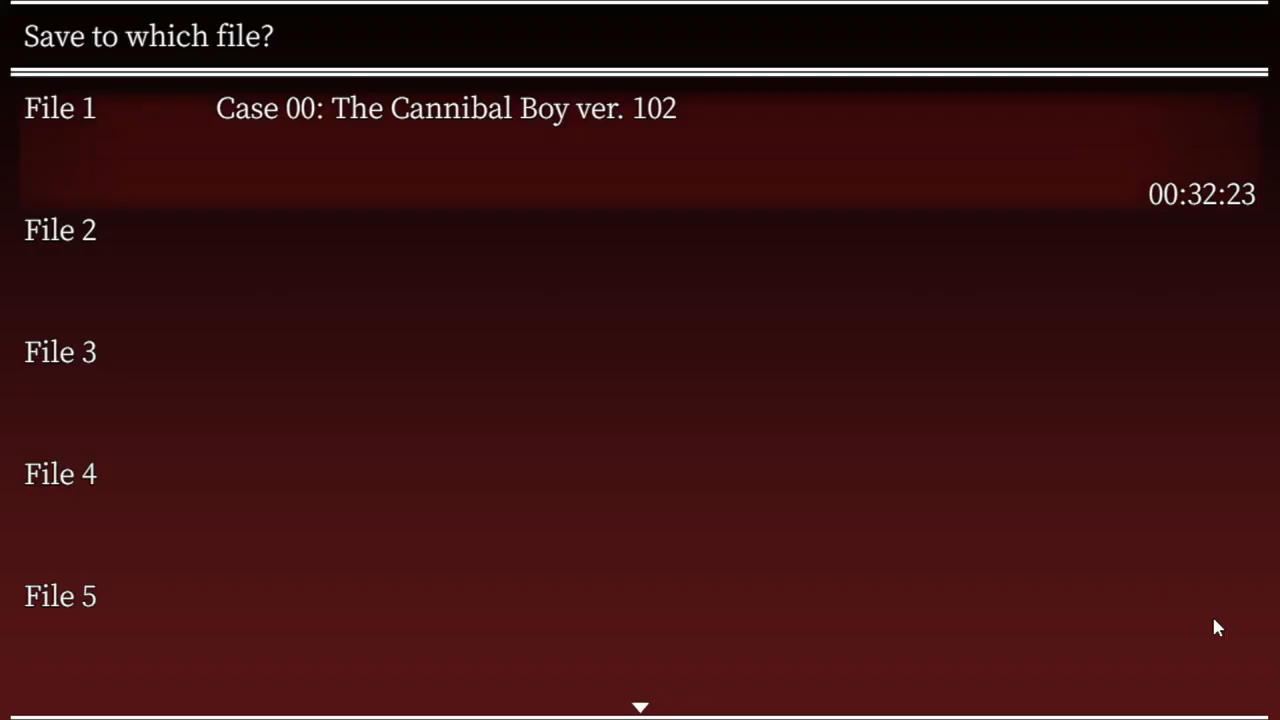 Save to which file?
File 1 Case 00: The Cannibal Boy ver. 102
00:32:23
File 2
File 3
File 4
File 5